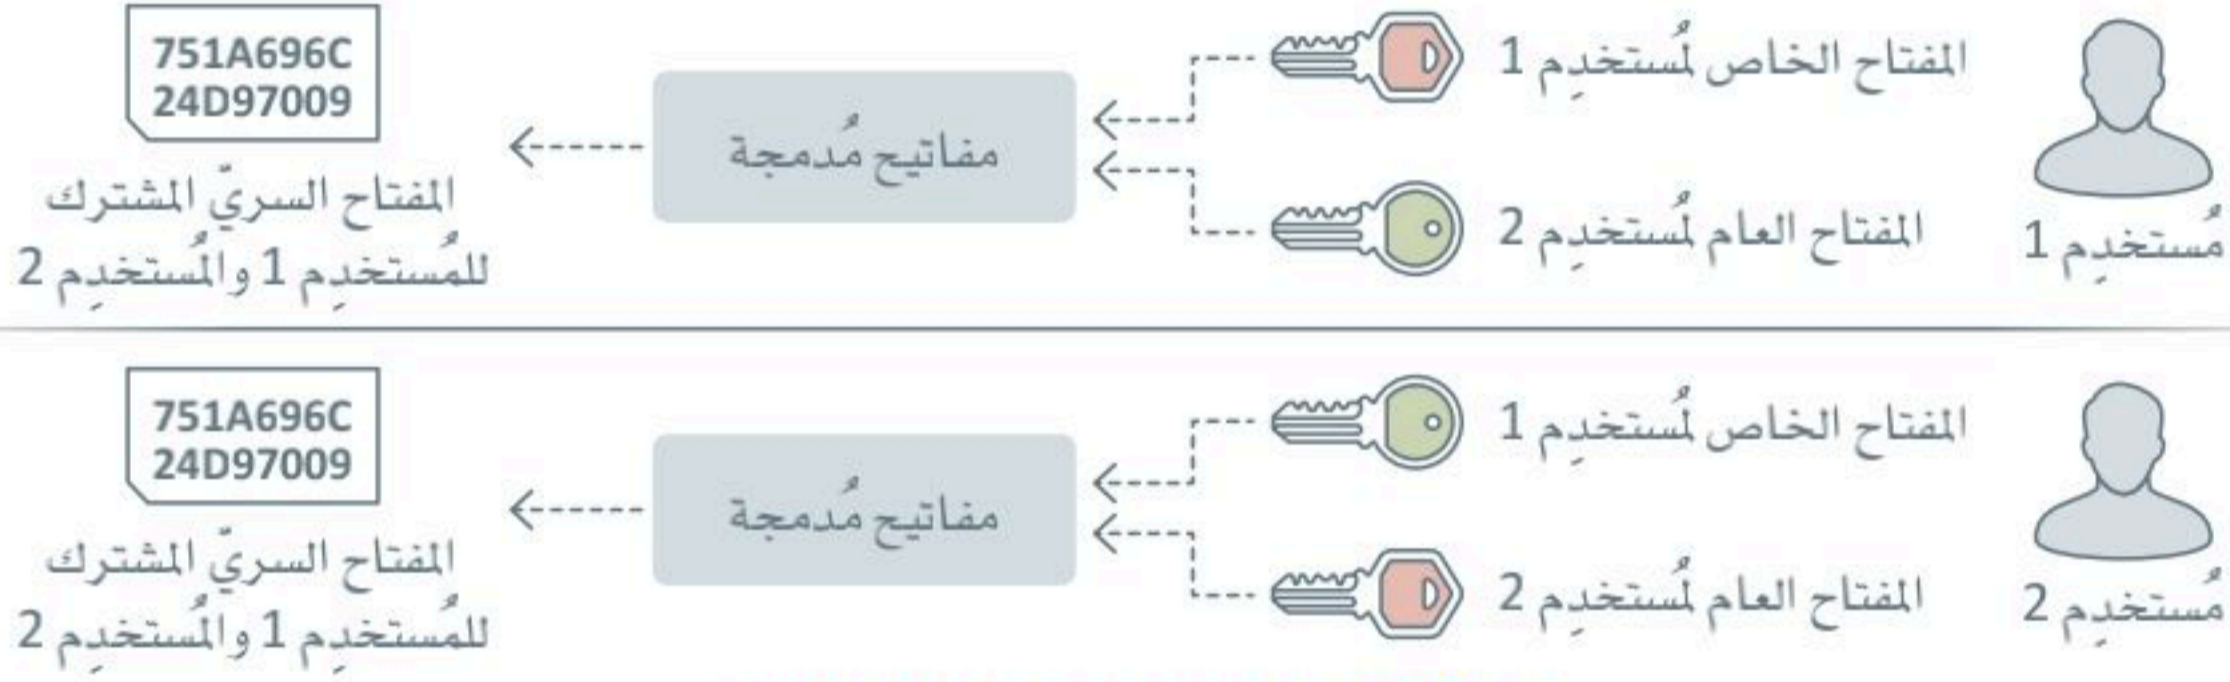 مُستخدِم 1
المفتاح الخاص لمُستخدِم 1
المفتاح العام لمُستخدِم 2
مفاتيح مُدمجة
751A696C
24D97009
المفتاح السريّ المشترك
للمُستخدِم 1 والمُستخدِم 2
مُستخدِم 2
المفتاح الخاص لمُستخدِم 1
المفتاح العام لمُستخدِم 2
مفاتيح مُدمجة
751A696C
24D97009
المفتاح السريّ المشترك
للمُستخدِم 1 والمُستخدِم 2